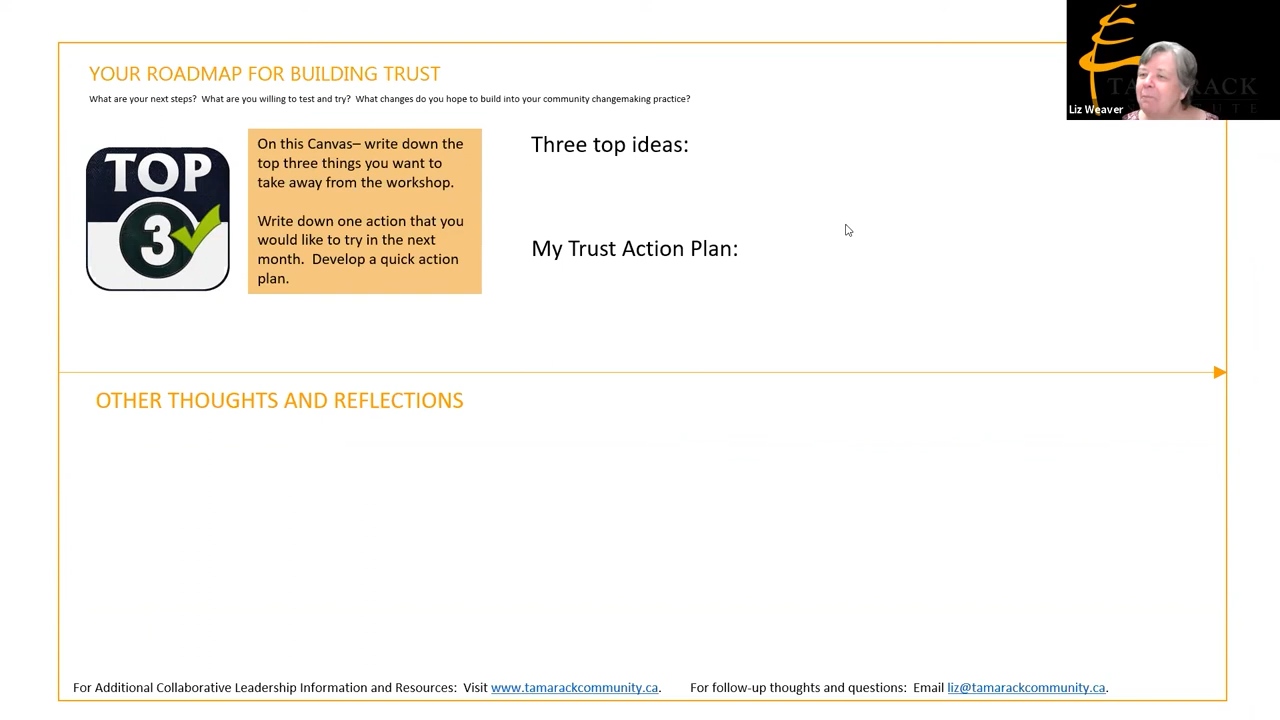 YOUR ROADMAP FOR BUILDING TRUST
What are your next steps?  What are you willing to test and try?  What changes do you hope to build into your community changemaking practice?
TOP
3
On this Canvas– write down the
top three things you want to
take away from the workshop.
Write down one action that you
would like to try in the next
month.  Develop a quick action
plan.
Three top ideas:
My Trust Action Plan:
TAMARACK
Liz Weaver
OTHER THOUGHTS AND REFLECTIONS
For Additional Collaborative Leadership Information and Resources:  Visit www.tamarackcommunity.ca.
For follow-up thoughts and questions:  Email liz@tamarackcommunity.ca.